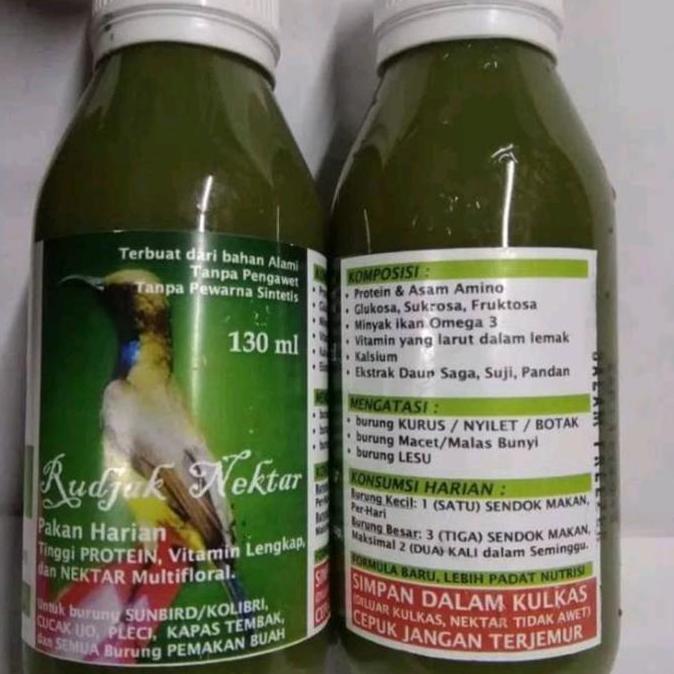 Terbuat dari bahan Alami
Tanpa Pengawet
Tanpa Pewarna Sintetis
130 ml
Rudjak Nektar
Pakan Harian
Tinggi PROTEIN, Vitamin Lengkap,
dan NEKTAR Multifloral.
Untuk burung SUNBIRD/KOLIBRI,
CUCAK IJO, PLECI, KAPAS TEMBAK,
dan SEMUA Burung PEMAKAN BUAH
KOMPOSISI :
• Protein & Asam Amino
• Glukosa, Sukrosa, Fruktosa
• Minyak ikan Omega 3
• Vitamin yang larut dalam lemak
• Kalsium
• Ekstrak Daun Saga, Suji, Pandan
MENGATASI :
• burung KURUS / NYILET / BOTAK
• burung Macet/Malas Bunyi
• burung LESU
KONSUMSI HARIAN :
Burung Kecil: 1 (SATU) SENDOK MAKAN,
Per-Hari
Burung Besar: 3 (TIGA) SENDOK MAKAN,
Maksimal 2 (DUA) KALI dalam Seminggu.
FORMULA BARU, LEBIH PADAT NUTRISI
SIMPAN DALAM KULKAS
(DILUAR KULKAS, NEKTAR TIDAK AWET)
CEPUK JANGAN TERJEMUR